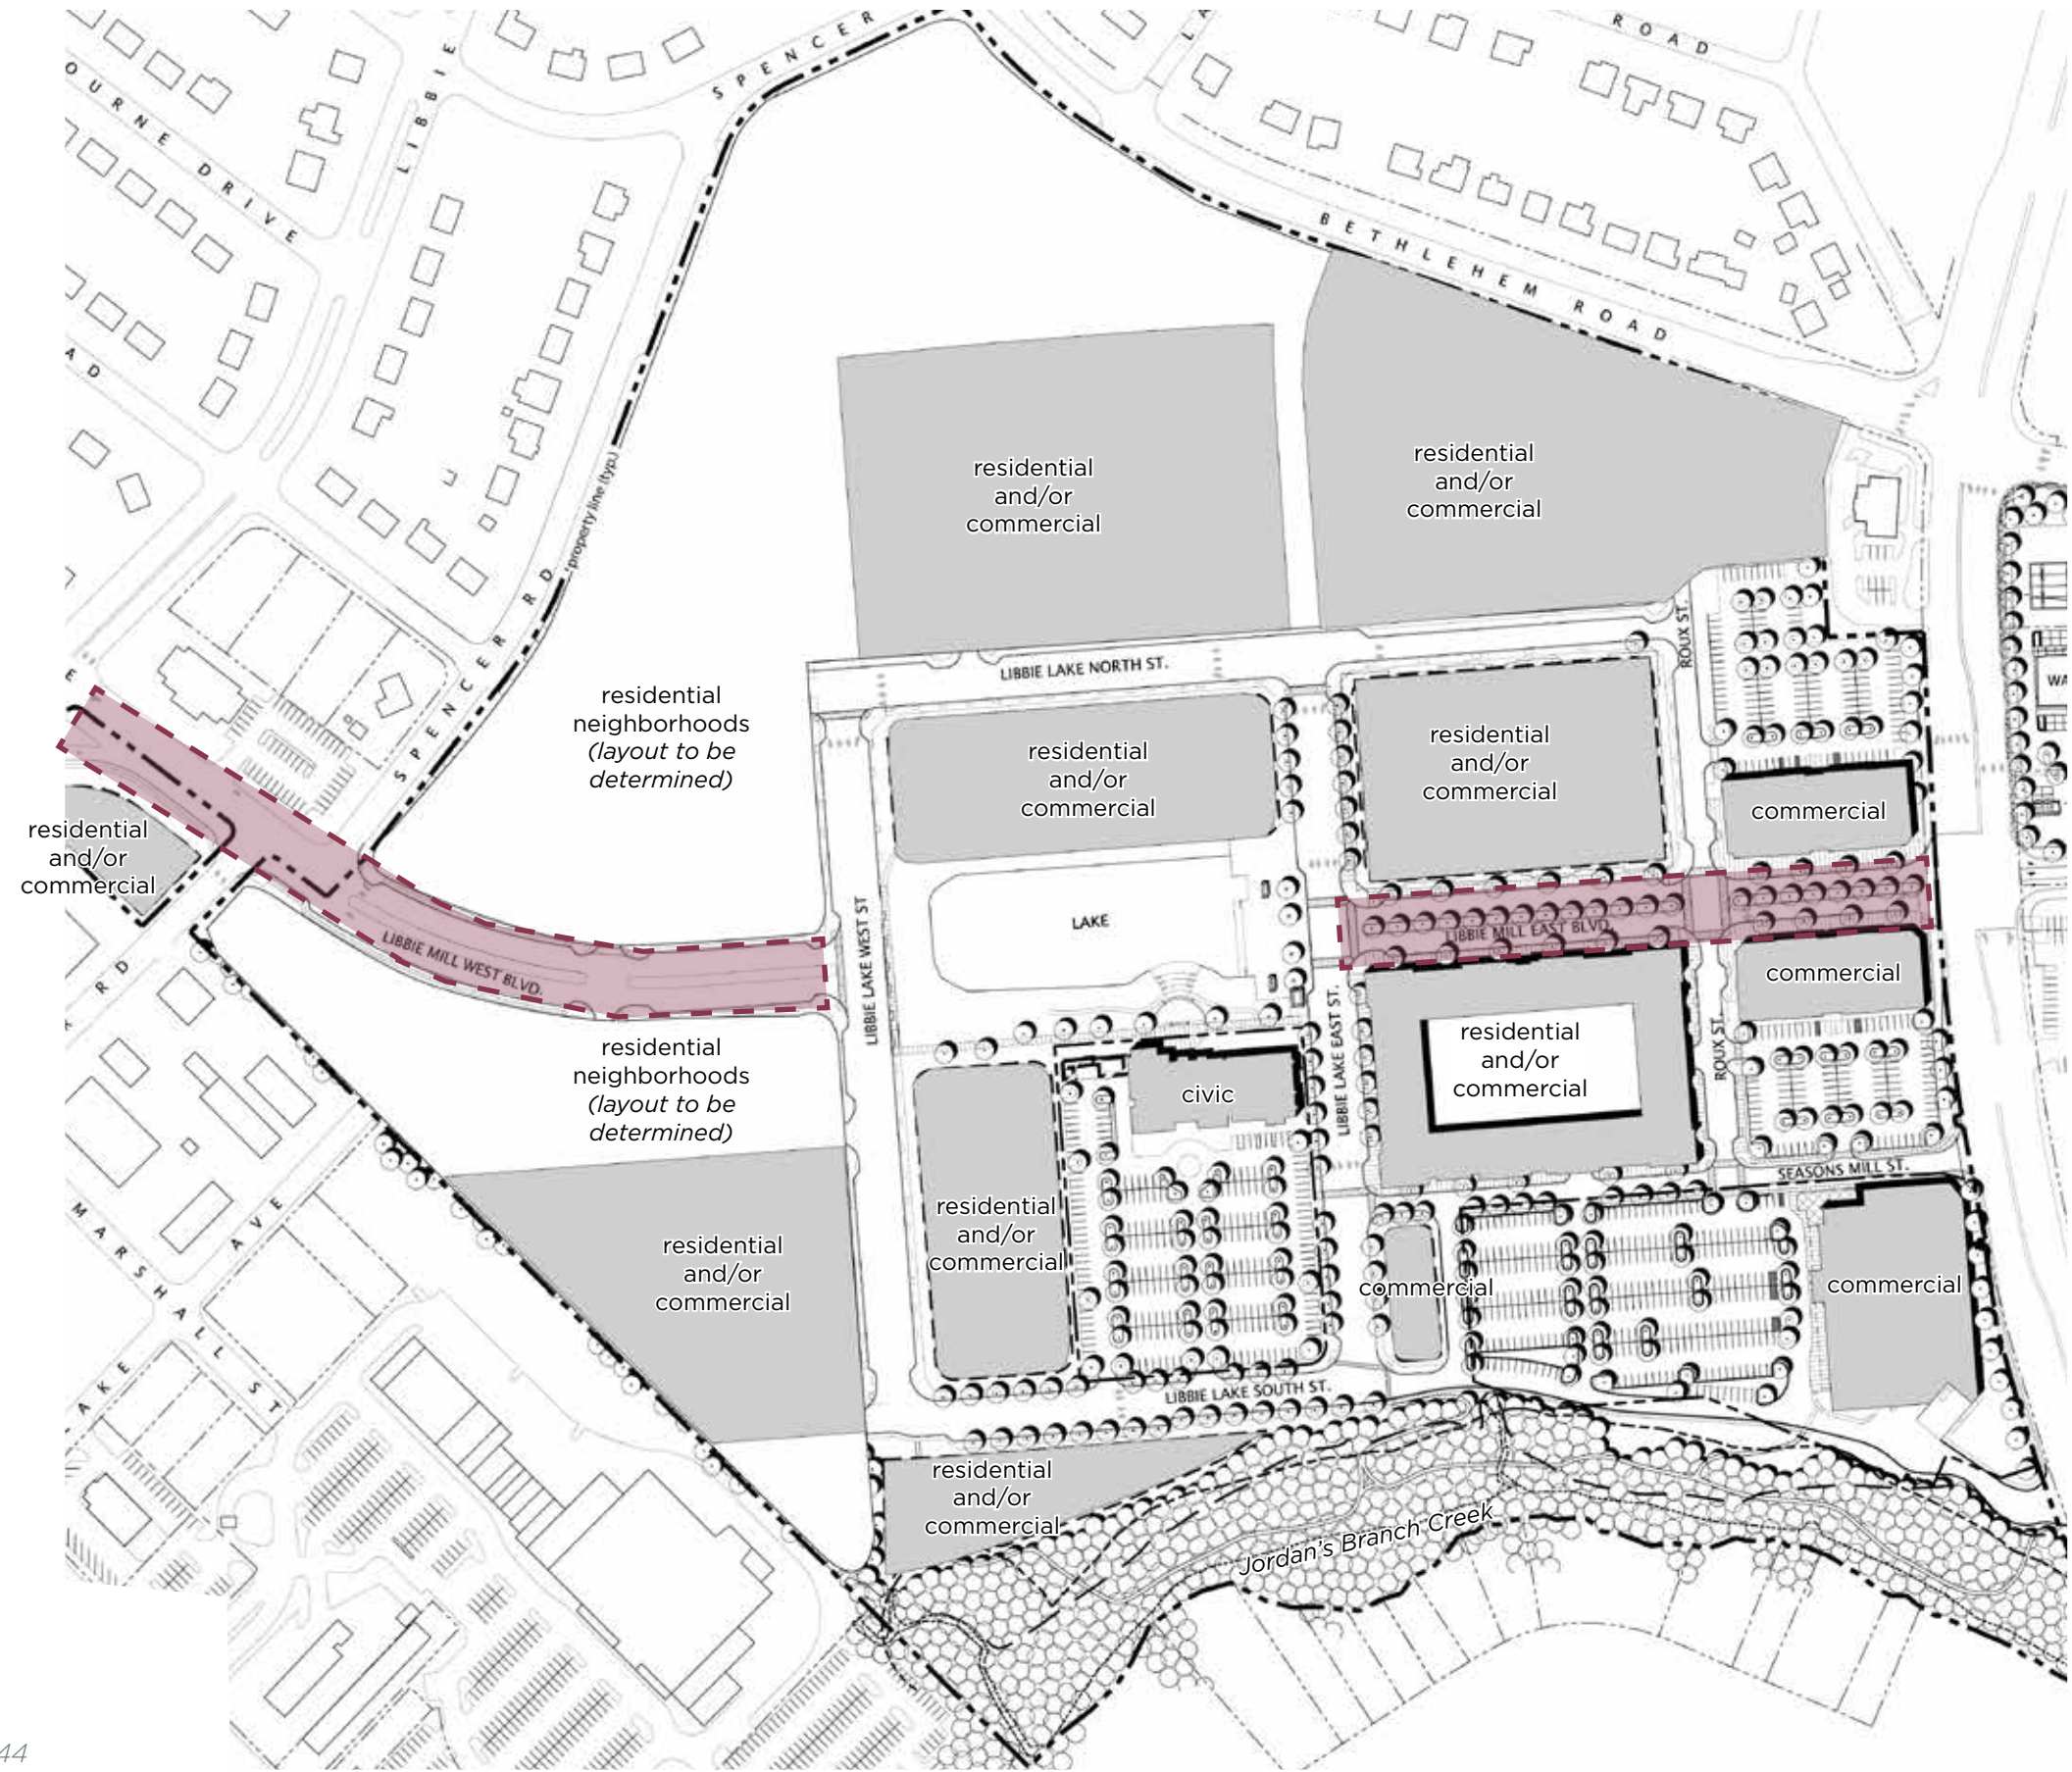 ROAD
SPENCER
LIBBIE
OURNE DRIVE
BETHLEHEM ROAD
AD
residential
and/or
commercial
residential
and/or
commercial
property line (typ.)
SPENCER RD
ROUX ST.
LIBBIE LAKE NORTH ST.
E
WA
residential
neighborhoods
(layout to be
determined)
residential
and/or
commercial
residential
and/or
commercial
commercial
residential
and/or
commercial
LAKE
LIBBIE LAKE WEST ST
LIBBIE MILL EAST BLVD.
LIBBIE MILL WEST BLVD.
commercial
RD
residential
neighborhoods
(layout to be
determined)
civic
LIBBIE LAKE EAST ST.
residential
and/or
commercial
ROUX ST.
SEASONS MILL ST.
MARSHALL ST
AVE
residential
and/or
commercial
residential
and/or
commercial
commercial
commercial
LAKE
LIBBIE LAKE SOUTH ST.
residential
and/or
commercial
Jordan's Branch Creek
44